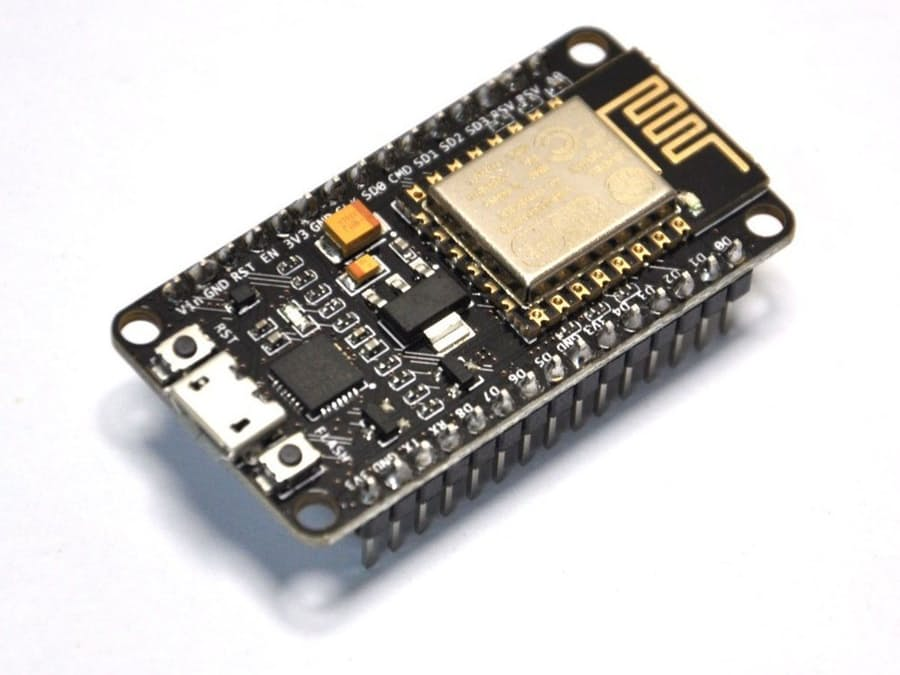 Vin GND RST EN 3V3 GND CLK SD0 CMD SD1 SD2 SD3 RSV RSV A0
RST
FLASH
3V3 GND TX RX D8 D7 D6 D5 GND 3V3 D4 D3 D2 D1 D0